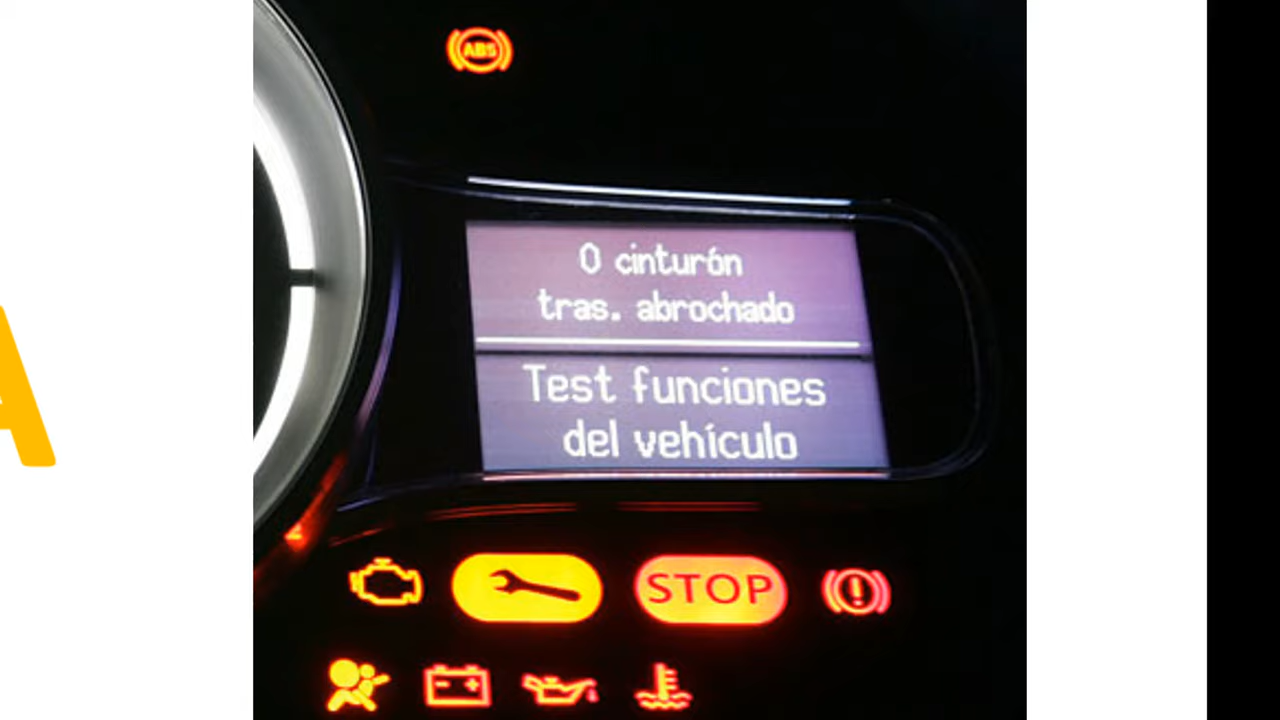 A
ABS
0 cinturón
tras. abrochado
Test funciones
del vehículo
STOP